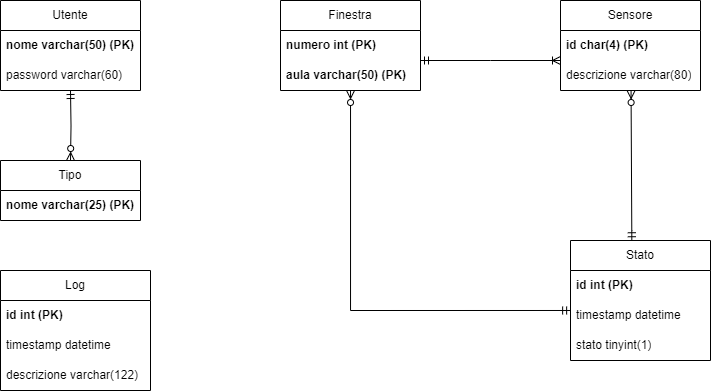 Utente
nome varchar(50) (PK)
password varchar(60)
Finestra
numero int (PK)
aula varchar(50) (PK)
Sensore
id char(4) (PK)
descrizione varchar(80)
Tipo
nome varchar(25) (PK)
Log
id int (PK)
timestamp datetime
descrizione varchar(122)
Stato
id int (PK)
timestamp datetime
stato tinyint(1)